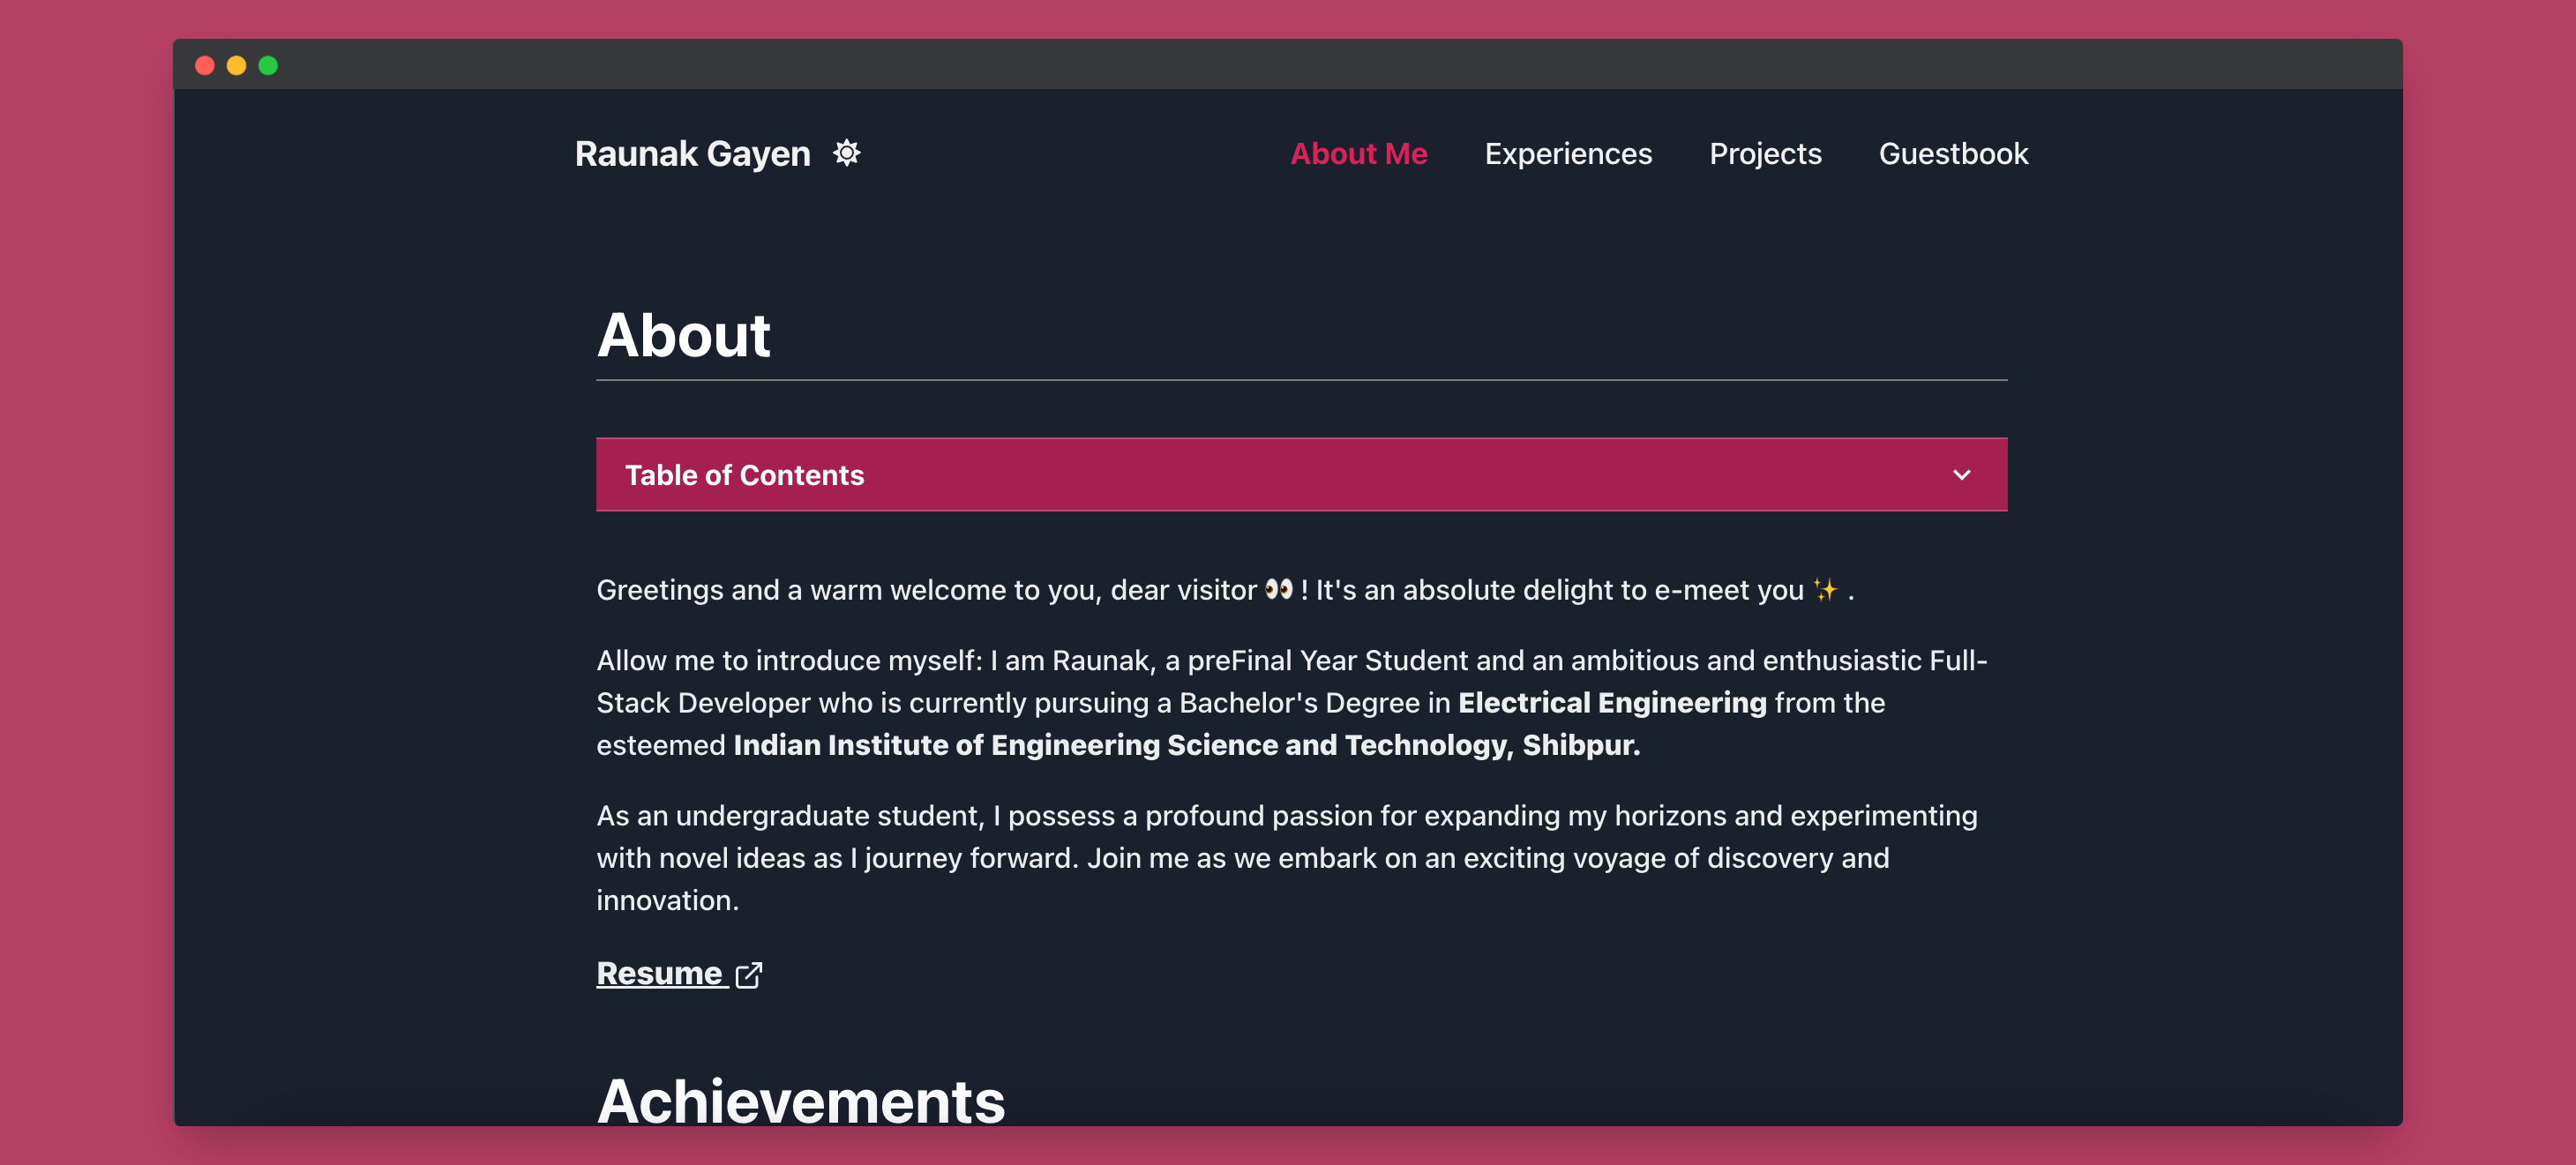 Raunak Gayen
About Me Experiences Projects Guestbook
About
Table of Contents
Greetings and a warm welcome to you, dear visitor 👀 ! It's an absolute delight to e-meet you ✨ .
Allow me to introduce myself: I am Raunak, a preFinal Year Student and an ambitious and enthusiastic Full-
Stack Developer who is currently pursuing a Bachelor's Degree in Electrical Engineering from the
esteemed Indian Institute of Engineering Science and Technology, Shibpur.
As an undergraduate student, I possess a profound passion for expanding my horizons and experimenting
with novel ideas as I journey forward. Join me as we embark on an exciting voyage of discovery and
innovation.
Resume
Achievements